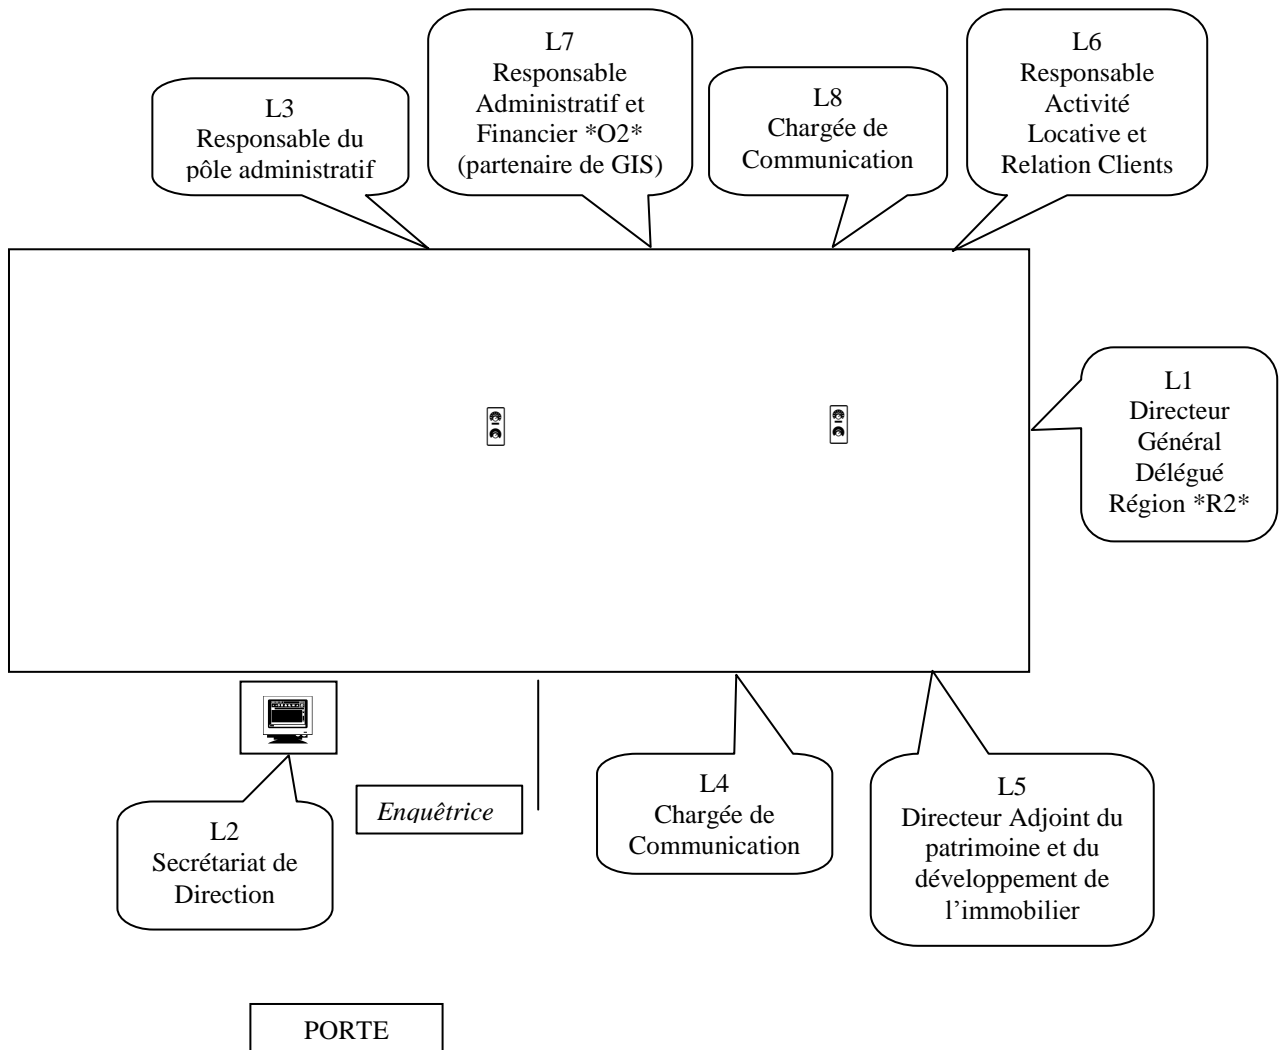 L3
Responsable du
pôle administratif
L7
Responsable
Administratif et
Financier *O2*
(partenaire de GIS)
L8
Chargée de
Communication
L6
Responsable
Activité
Locative et
Relation Clients
L1
Directeur
Général
Délégué
Région *R2*
L2
Secrétariat de
Direction
Enquêtrice
L4
Chargée de
Communication
L5
Directeur Adjoint du
patrimoine et du
développement de
l’immobilier
PORTE